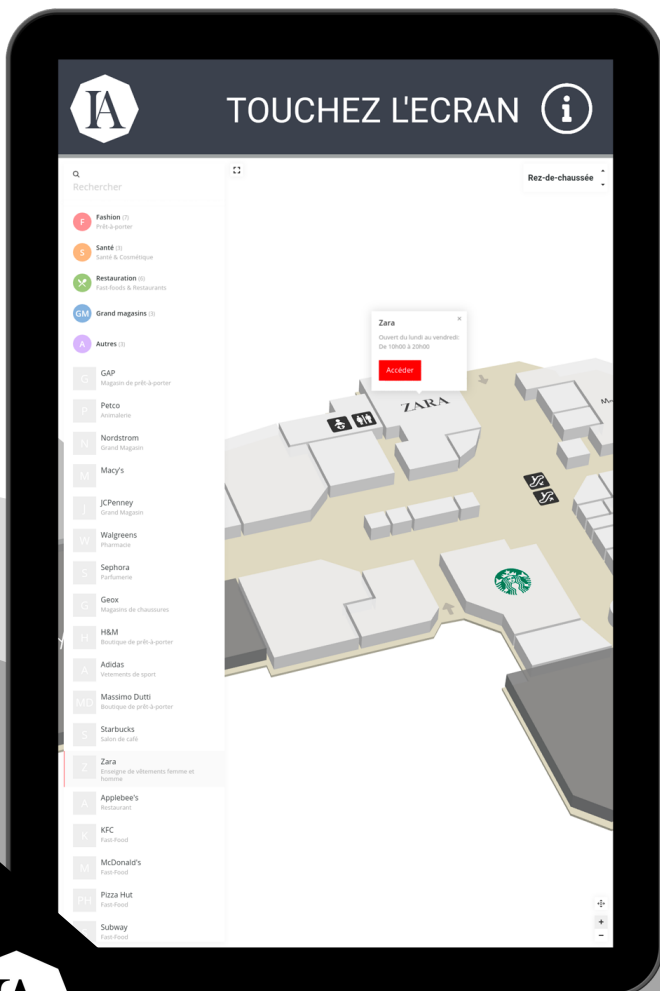 IA
TOUCHEZ L'ECRAN
Rechercher
Rez-de-chaussée
F
Fashion (7)
Prêt-à-porter
S
Santé (3)
Santé & Cosmétique
Restauration (6)
Fast-foods & Restaurants
GM
Grand magasins (3)
A
Autres (3)
G
GAP
Magasin de prêt-à-porter
P
Petco
Animalerie
N
Nordstrom
Grand Magasin
M
Macy's
J
JCPenney
Grand Magasin
W
Walgreens
Pharmacie
S
Sephora
Parfumerie
G
Geox
Magasins de chaussures
H
H&M
Boutique de prêt-à-porter
A
Adidas
Vetements de sport
MD
Massimo Dutti
Boutique de prêt-à-porter
S
Starbucks
Salon de café
Z
Zara
Enseigne de vêtements femme et
homme
A
Applebee's
Restaurant
K
KFC
Fast-Food
M
McDonald's
Fast-Food
PH
Pizza Hut
Fast-Food
S
Subway
Fast-Food
Zara
×
Ouvert du lundi au vendredi:
De 10h00 à 20h00
Accéder
ZARA
+
−